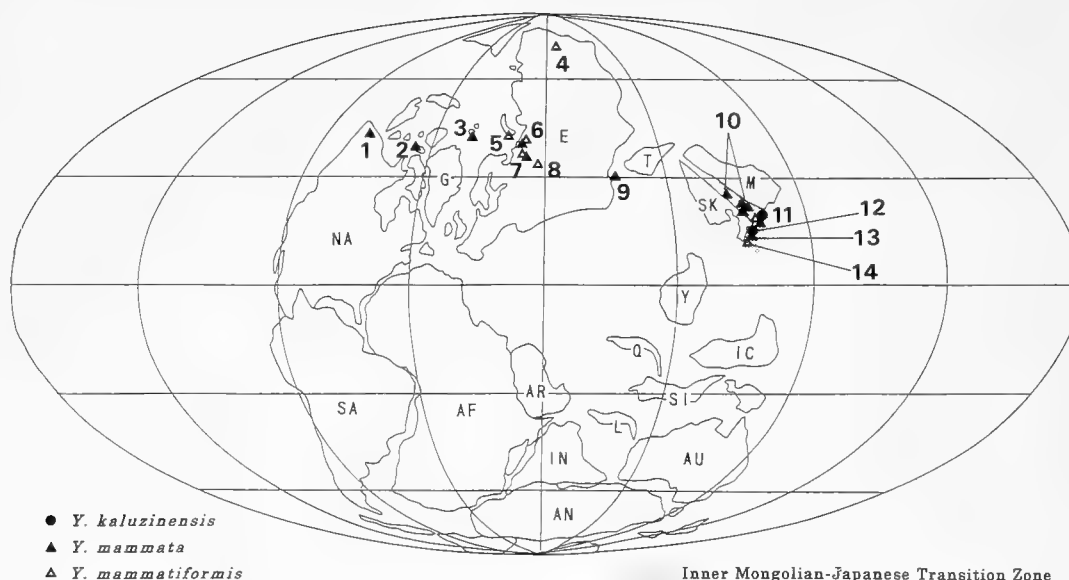 4
10
1
2
3
5
6
E
T
M
G
7
8
9
SK
11
12
13
NA
14
Y
Q
IC
AR
SA
AF
SI
L
IN
AU
AN
● Y. kaluzinensis
▲ Y. mammata
△ Y. mammatiformis
Inner Mongolian-Japanese Transition Zone